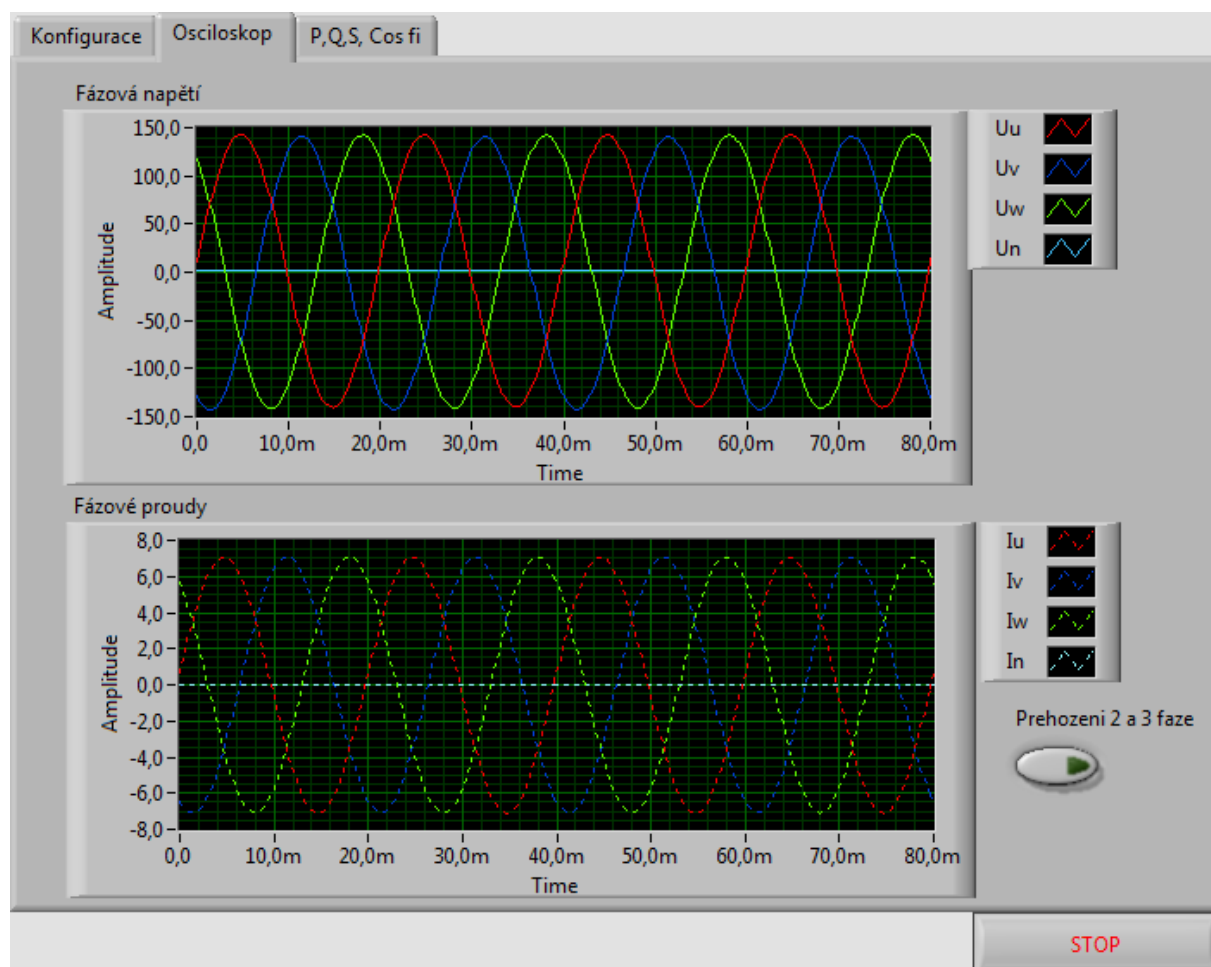 Konfigurace Osciloskop P,Q,S, Cos fi
Fázová napětí
150,0
100,0
50,0
0,0
-50,0
-100,0
-150,0
Amplitude
0,0 10,0m 20,0m 30,0m 40,0m 50,0m 60,0m 70,0m 80,0m
Time
Uu
Uv
Uw
Un
Fázové proudy
8,0
6,0
4,0
2,0
0,0
-2,0
-4,0
-6,0
-8,0
Amplitude
0,0 10,0m 20,0m 30,0m 40,0m 50,0m 60,0m 70,0m 80,0m
Time
Iu
Iv
Iw
In
Prehozeni 2 a 3 faze
STOP